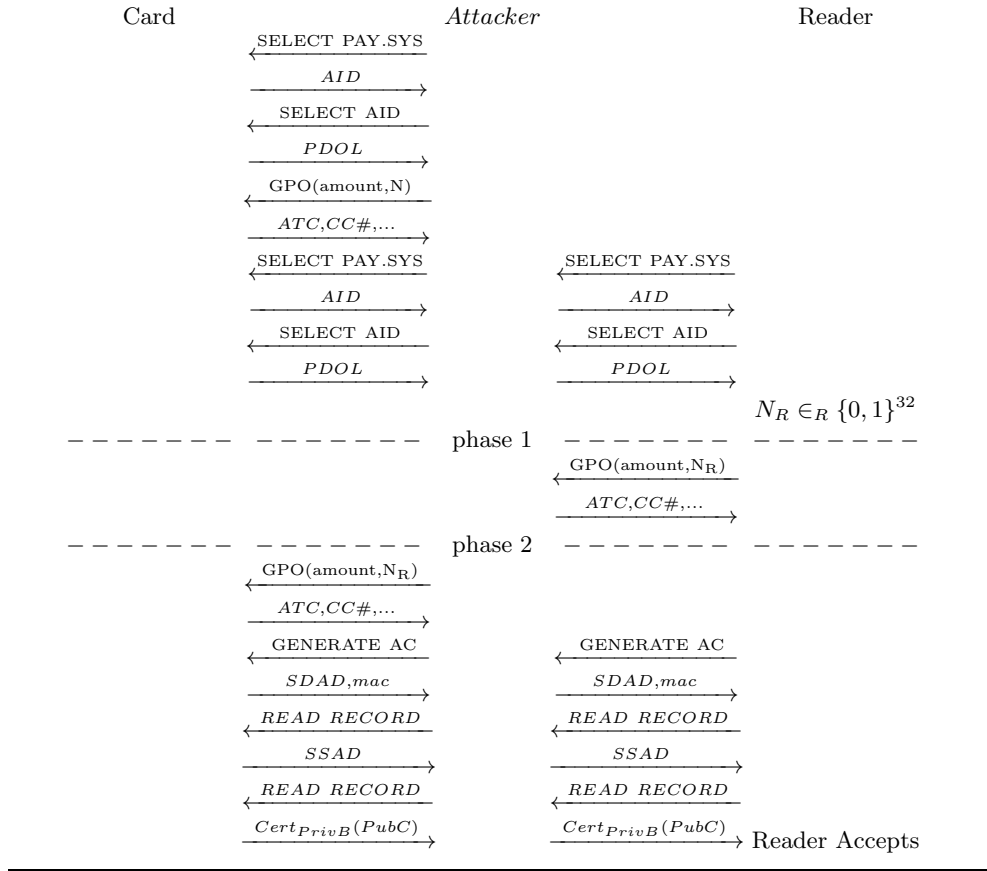 Card Attacker Reader
SELECT PAY.SYS
AID
SELECT AID
PDOL
GPO(amount,N)
ATC,CC#,...
SELECT PAY.SYS SELECT PAY.SYS
AID AID
SELECT AID SELECT AID
PDOL PDOL
N_R ∈_R {0, 1}^32
phase 1
GPO(amount,N_R)
ATC,CC#,...
phase 2
GPO(amount,N_R)
ATC,CC#,...
GENERATE AC GENERATE AC
SDAD,mac SDAD,mac
READ RECORD READ RECORD
SSAD SSAD
READ RECORD READ RECORD
Cert_PrivB(PubC) Cert_PrivB(PubC) Reader Accepts